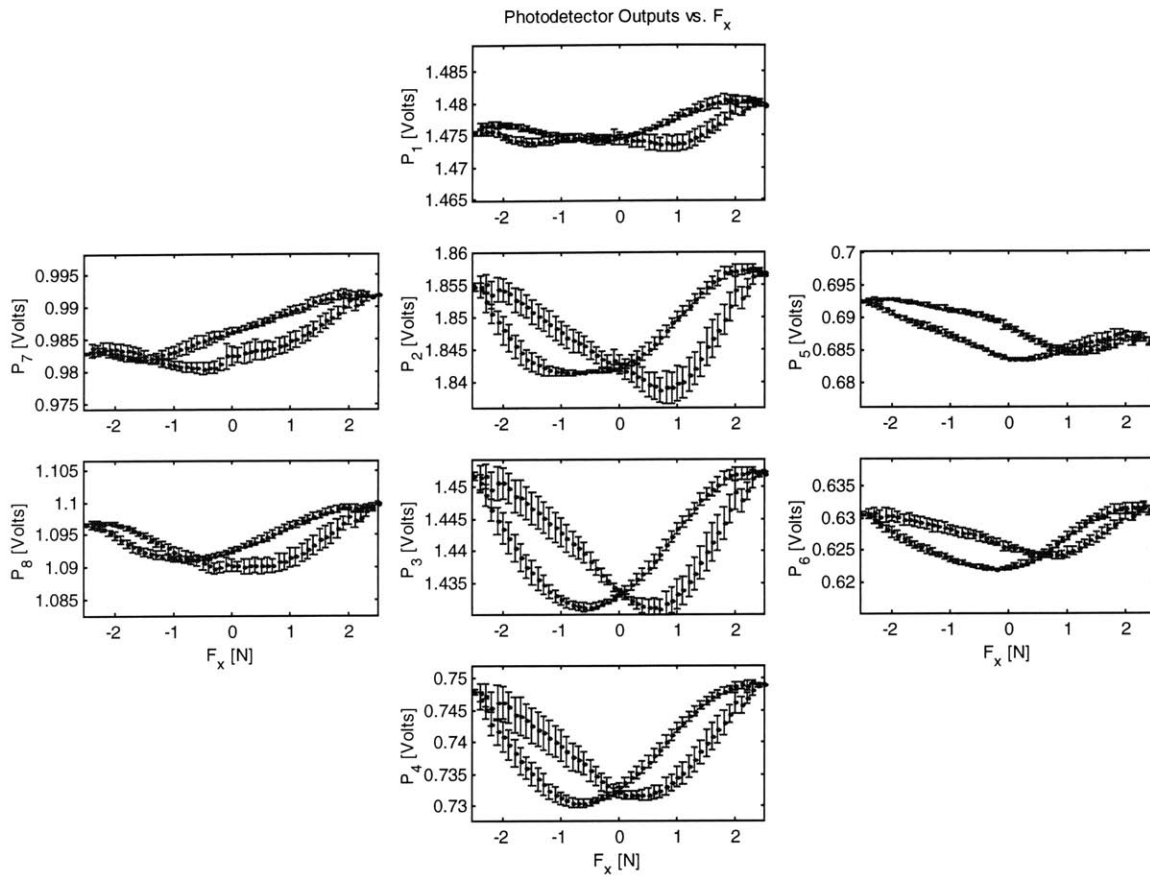 Photodetector Outputs vs. F_x
P_1 [Volts]
1.485
1.48
1.475
1.47
1.465
-2 -1 0 1 2
P_7 [Volts]
0.995
0.99
0.985
0.98
0.975
-2 -1 0 1 2
P_2 [Volts]
1.86
1.855
1.85
1.845
1.84
-2 -1 0 1 2
P_5 [Volts]
0.7
0.695
0.69
0.685
0.68
-2 -1 0 1 2
P_8 [Volts]
1.105
1.1
1.095
1.09
1.085
-2 -1 0 1 2
F_x [N]
P_3 [Volts]
1.45
1.445
1.44
1.435
-2 -1 0 1 2
P_6 [Volts]
0.635
0.63
0.625
0.62
-2 -1 0 1 2
F_x [N]
P_4 [Volts]
0.75
0.745
0.74
0.735
0.73
-2 -1 0 1 2
F_x [N]